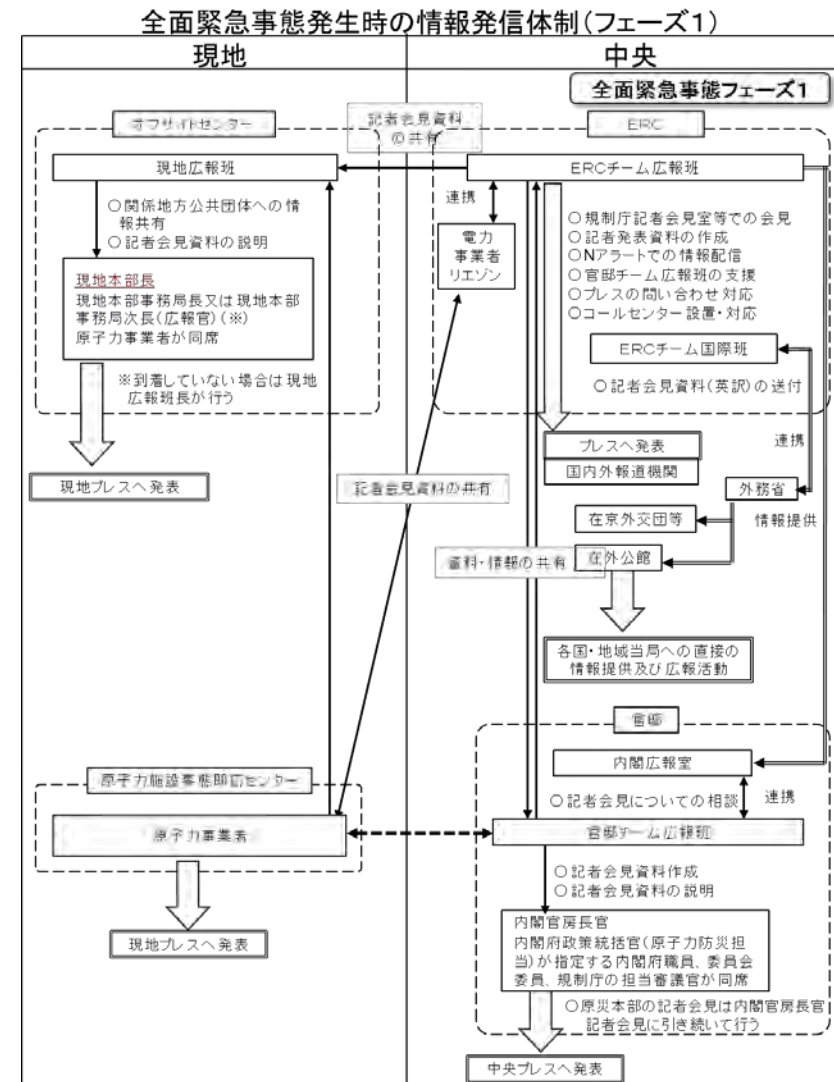 全面緊急事態発生時の情報発信体制(フェーズ1)
現地
中央
全面緊急事態フェーズ1
オフサイトセンター
記者会見資料
の共有
ERC
現地広報班
ERCチーム広報班
○関係地方公共団体への情
報共有
○記者会見資料の説明
連携
電力
事業者
リエゾン
○規制庁記者会見室等での会見
○記者発表資料の作成
○Nアラートでの情報配信
○官邸チーム広報班の支援
○プレスの問い合わせ対応
○コールセンター設置・対応
現地本部長
現地本部事務局長又は現地本部
事務局次長(広報官)(※)
原子力事業者が同席
ERCチーム国際班
※到着していない場合は現地
広報班長が行う
○記者会見資料(英訳)の送付
連携
プレスへ発表
国内外報道機関
現地プレスへ発表
記者会見資料の共有
外務省
在京外交団等
情報提供
資料・情報の共有
在外公館
各国・地域当局への直接の
情報提供及び広報活動
官邸
内閣広報室
原子力施設事態即応センター
○記者会見についての相談
連携
原子力事業者
官邸チーム広報班
○記者会見資料作成
○記者会見資料の説明
現地プレスへ発表
内閣官房長官
内閣府政策統括官(原子力防災担
当)が指定する内閣府職員、委員会
委員、規制庁の担当審議官が同席
○原災本部の記者会見は内閣官房長官
記者会見に引き続いて行う
中央プレスへ発表